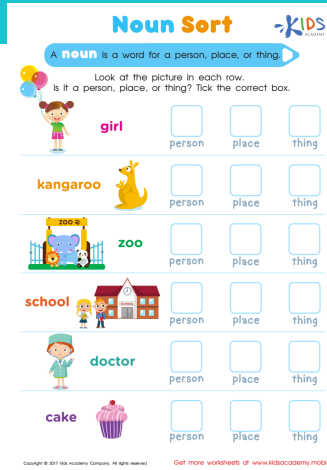 Noun Sort
KIDS
ACADEMY
A noun is a word for a person, place, or thing.
Look at the picture in each row.
Is it a person, place, or thing? Tick the correct box.
girl
person place thing
kangaroo
person place thing
ZOO
zoo
person place thing
school
SCHOOL
person place thing
doctor
person place thing
cake
person place thing
Copyright © 2017 Kids Academy Company. All rights reserved
Get more worksheets at www.kidsacademy.mobi